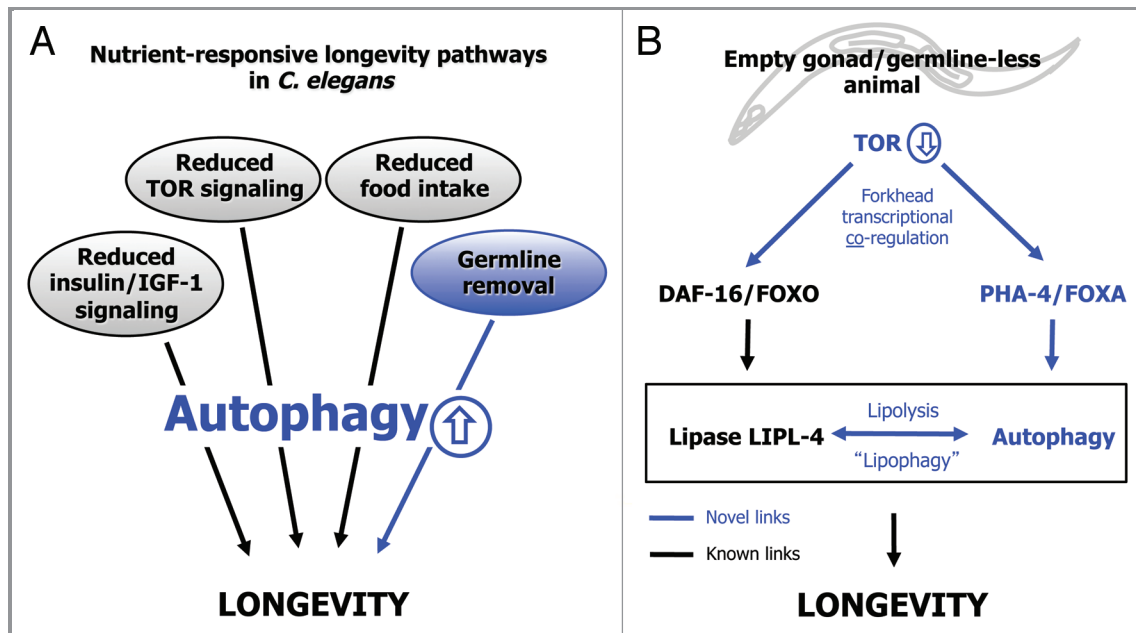 A
Nutrient-responsive longevity pathways
in C. elegans
Reduced
TOR signaling
Reduced
food intake
Reduced
insulin/IGF-1
signaling
Germline
removal
Autophagy
LONGEVITY
B
Empty gonad/germline-less
animal
TOR
Forkhead
transcriptional
co-regulation
DAF-16/FOXO
PHA-4/FOXA
Lipolysis
Lipase LIPL-4
Autophagy
“Lipophagy”
Novel links
Known links
LONGEVITY